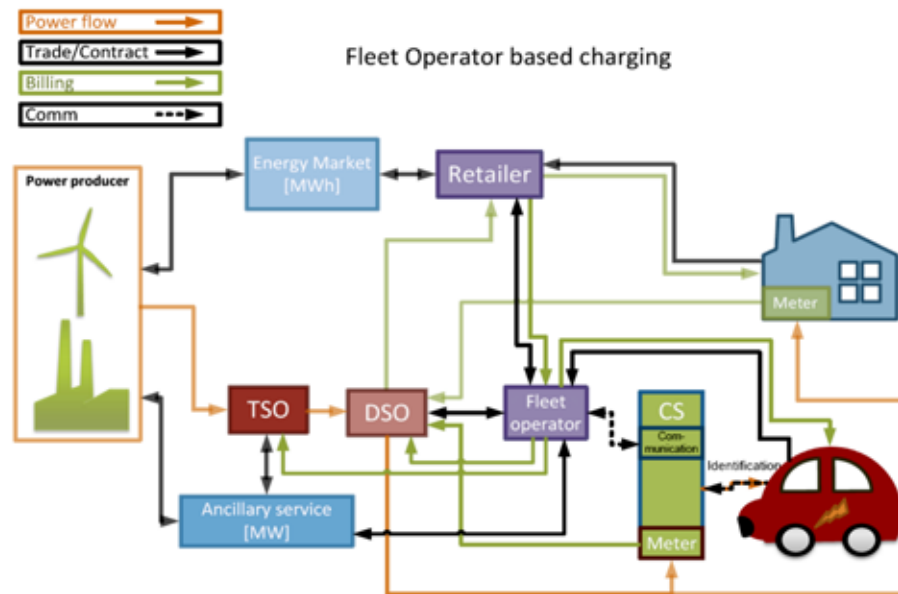 Power flow
Trade/Contract
Billing
Comm
Fleet Operator based charging
Power producer
Energy Market
[MWh]
Retailer
Meter
TSO
DSO
Fleet
operator
CS
Com-
munication
Identification
Ancillary service
[MW]
Meter